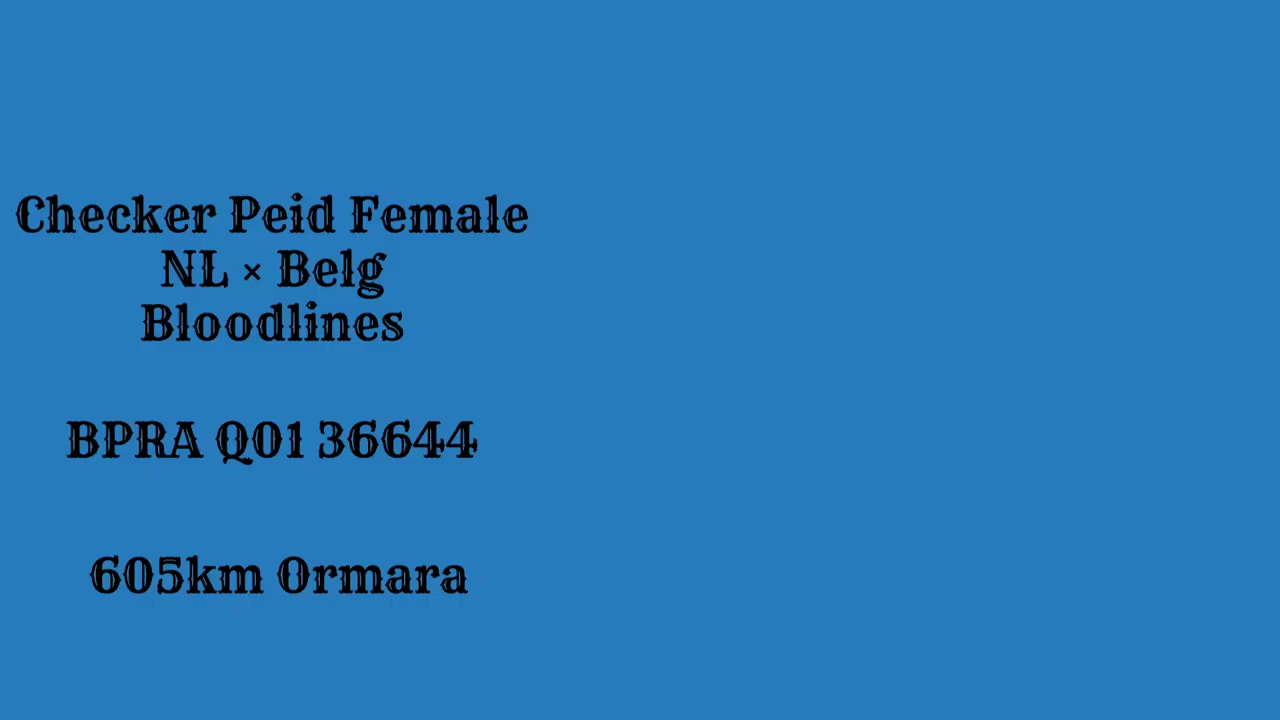 Checker Peid Female
NL × Belg
Bloodlines
BPRA Q01 36644
605km Ormara